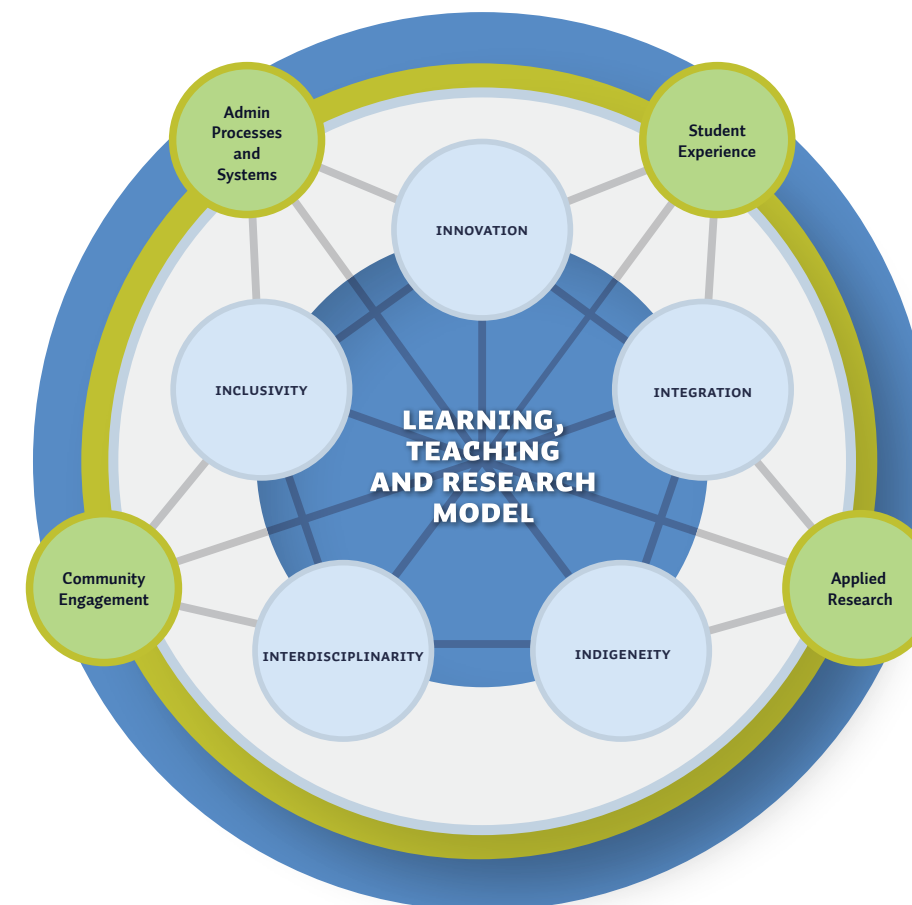 Admin
Processes
and
Systems
Student
Experience
INNOVATION
INCLUSIVITY
INTEGRATION
LEARNING,
TEACHING
AND RESEARCH
MODEL
Community
Engagement
Applied
Research
INTERDISCIPLINARITY
INDIGENEITY